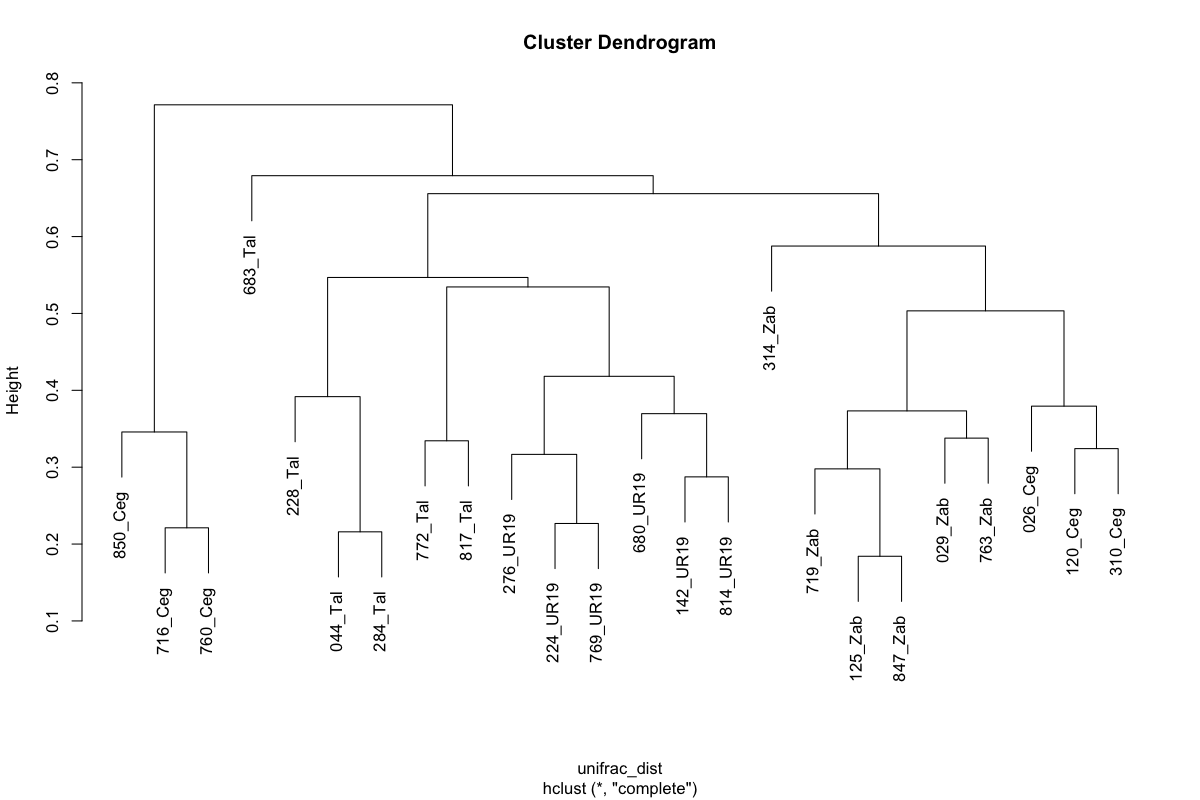 Cluster Dendrogram
Height
0.8
0.7
0.6
0.5
0.4
0.3
0.2
0.1
850_Ceg
716_Ceg
760_Ceg
683_Tal
228_Tal
044_Tal
284_Tal
772_Tal
817_Tal
276_UR19
224_UR19
769_UR19
680_UR19
142_UR19
814_UR19
314_Zab
719_Zab
125_Zab
847_Zab
029_Zab
763_Zab
026_Ceg
120_Ceg
310_Ceg
unifrac_dist
hclust (*, "complete")